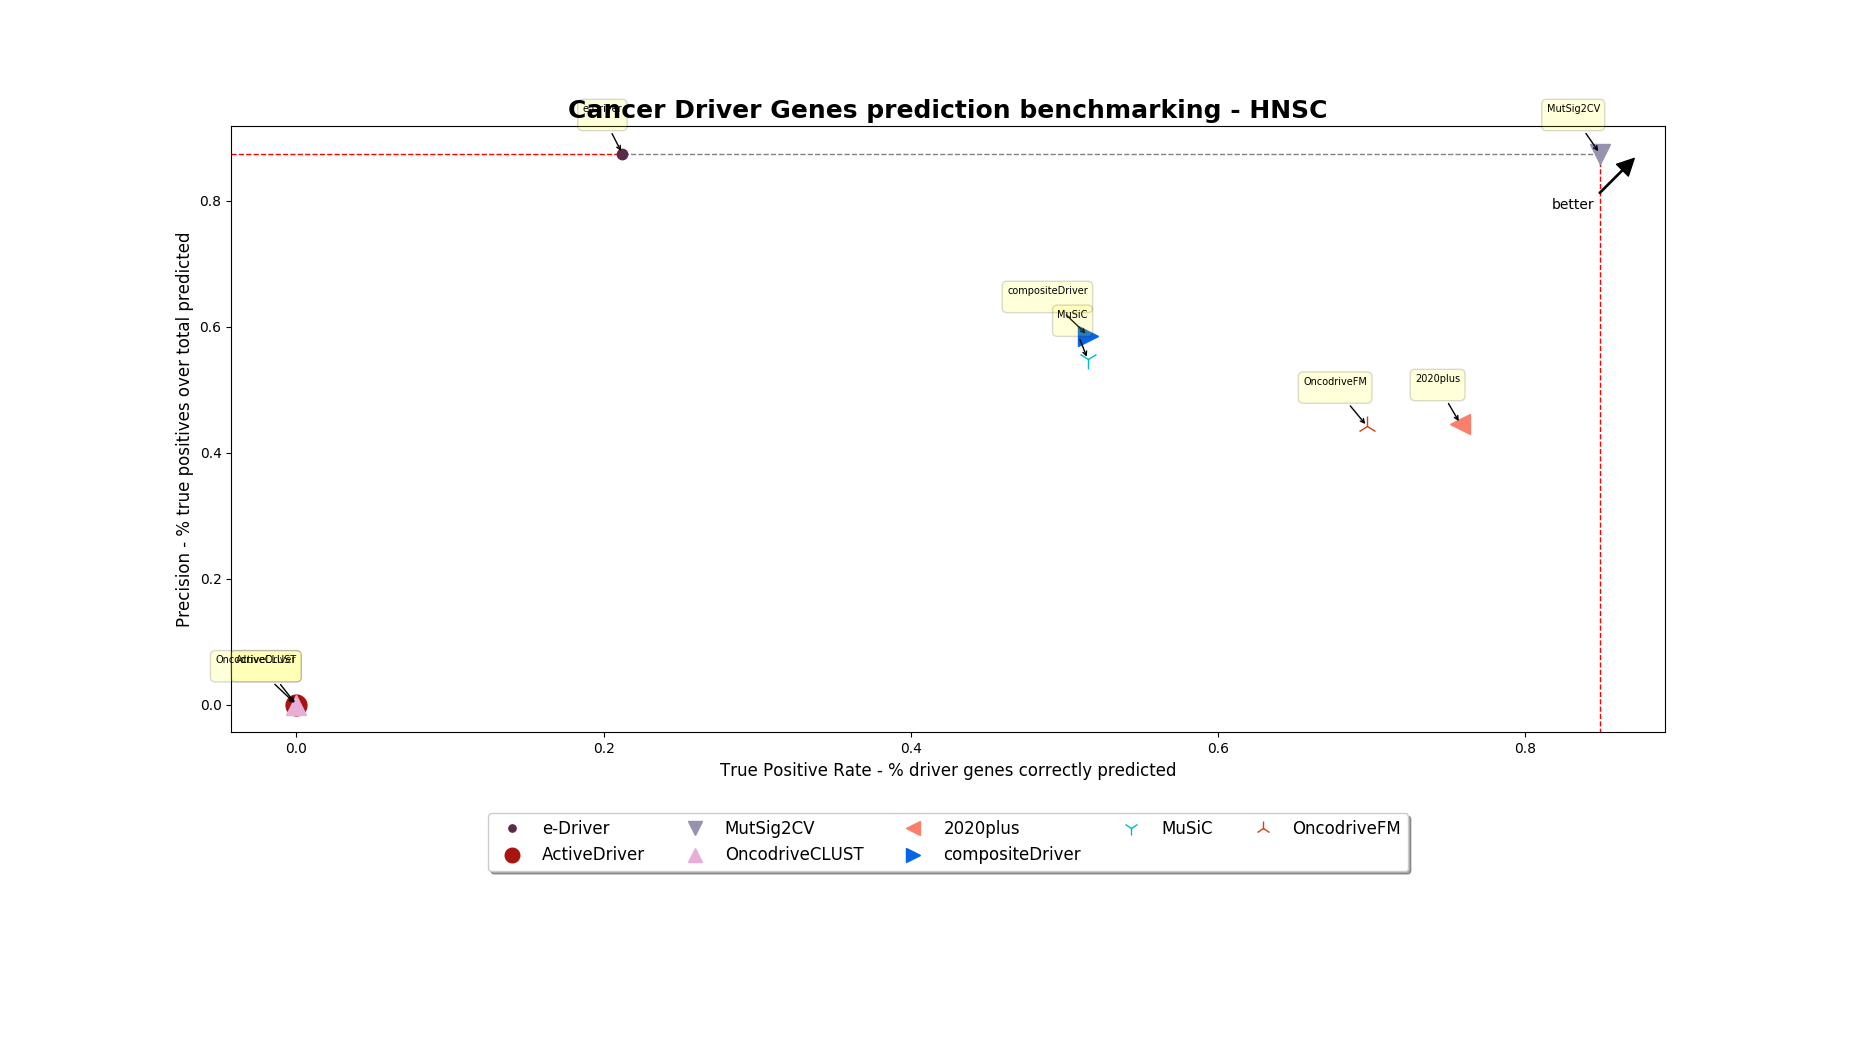 Cancer Driver Genes prediction benchmarking - HNSC
e-Driver
MutSig2CV
better
compositeDriver
MuSiC
OncodriveFM
2020plus
OncodriveCLUST
ActiveDriver
Precision - % true positives over total predicted
0.8
0.6
0.4
0.2
0.0
0.0 0.2 0.4 0.6 0.8
True Positive Rate - % driver genes correctly predicted
e-Driver MutSig2CV 2020plus MuSiC OncodriveFM
ActiveDriver OncodriveCLUST compositeDriver